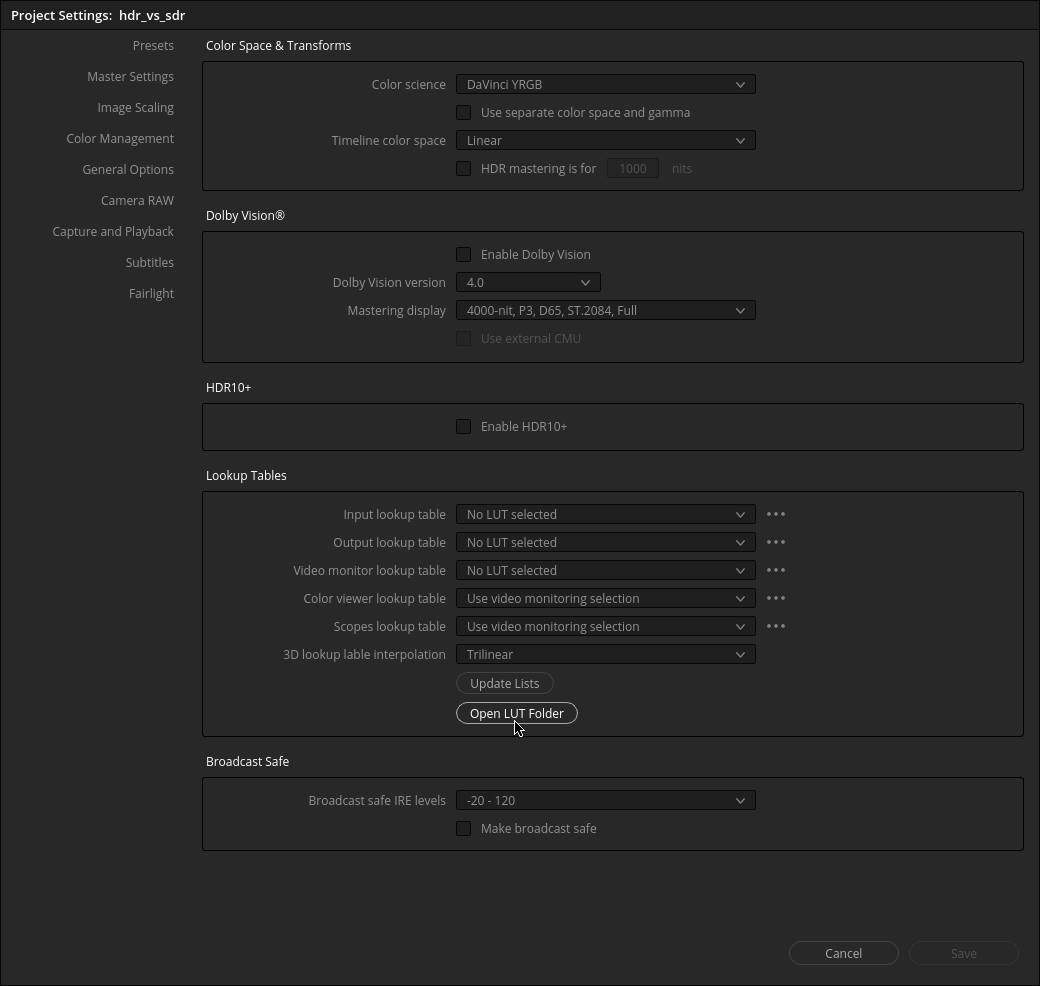 Project Settings: hdr_vs_sdr
Presets
Master Settings
Image Scaling
Color Management
General Options
Camera RAW
Capture and Playback
Subtitles
Fairlight
Color Space & Transforms
Color science DaVinci YRGB
Use separate color space and gamma
Timeline color space Linear
HDR mastering is for 1000 nits
Dolby Vision®
Enable Dolby Vision
Dolby Vision version 4.0
Mastering display 4000-nit, P3, D65, ST.2084, Full
Use external CMU
HDR10+
Enable HDR10+
Lookup Tables
Input lookup table No LUT selected
Output lookup table No LUT selected
Video monitor lookup table No LUT selected
Color viewer lookup table Use video monitoring selection
Scopes lookup table Use video monitoring selection
3D lookup lable interpolation Trilinear
Update Lists
Open LUT Folder
Broadcast Safe
Broadcast safe IRE levels -20 - 120
Make broadcast safe
Cancel Save